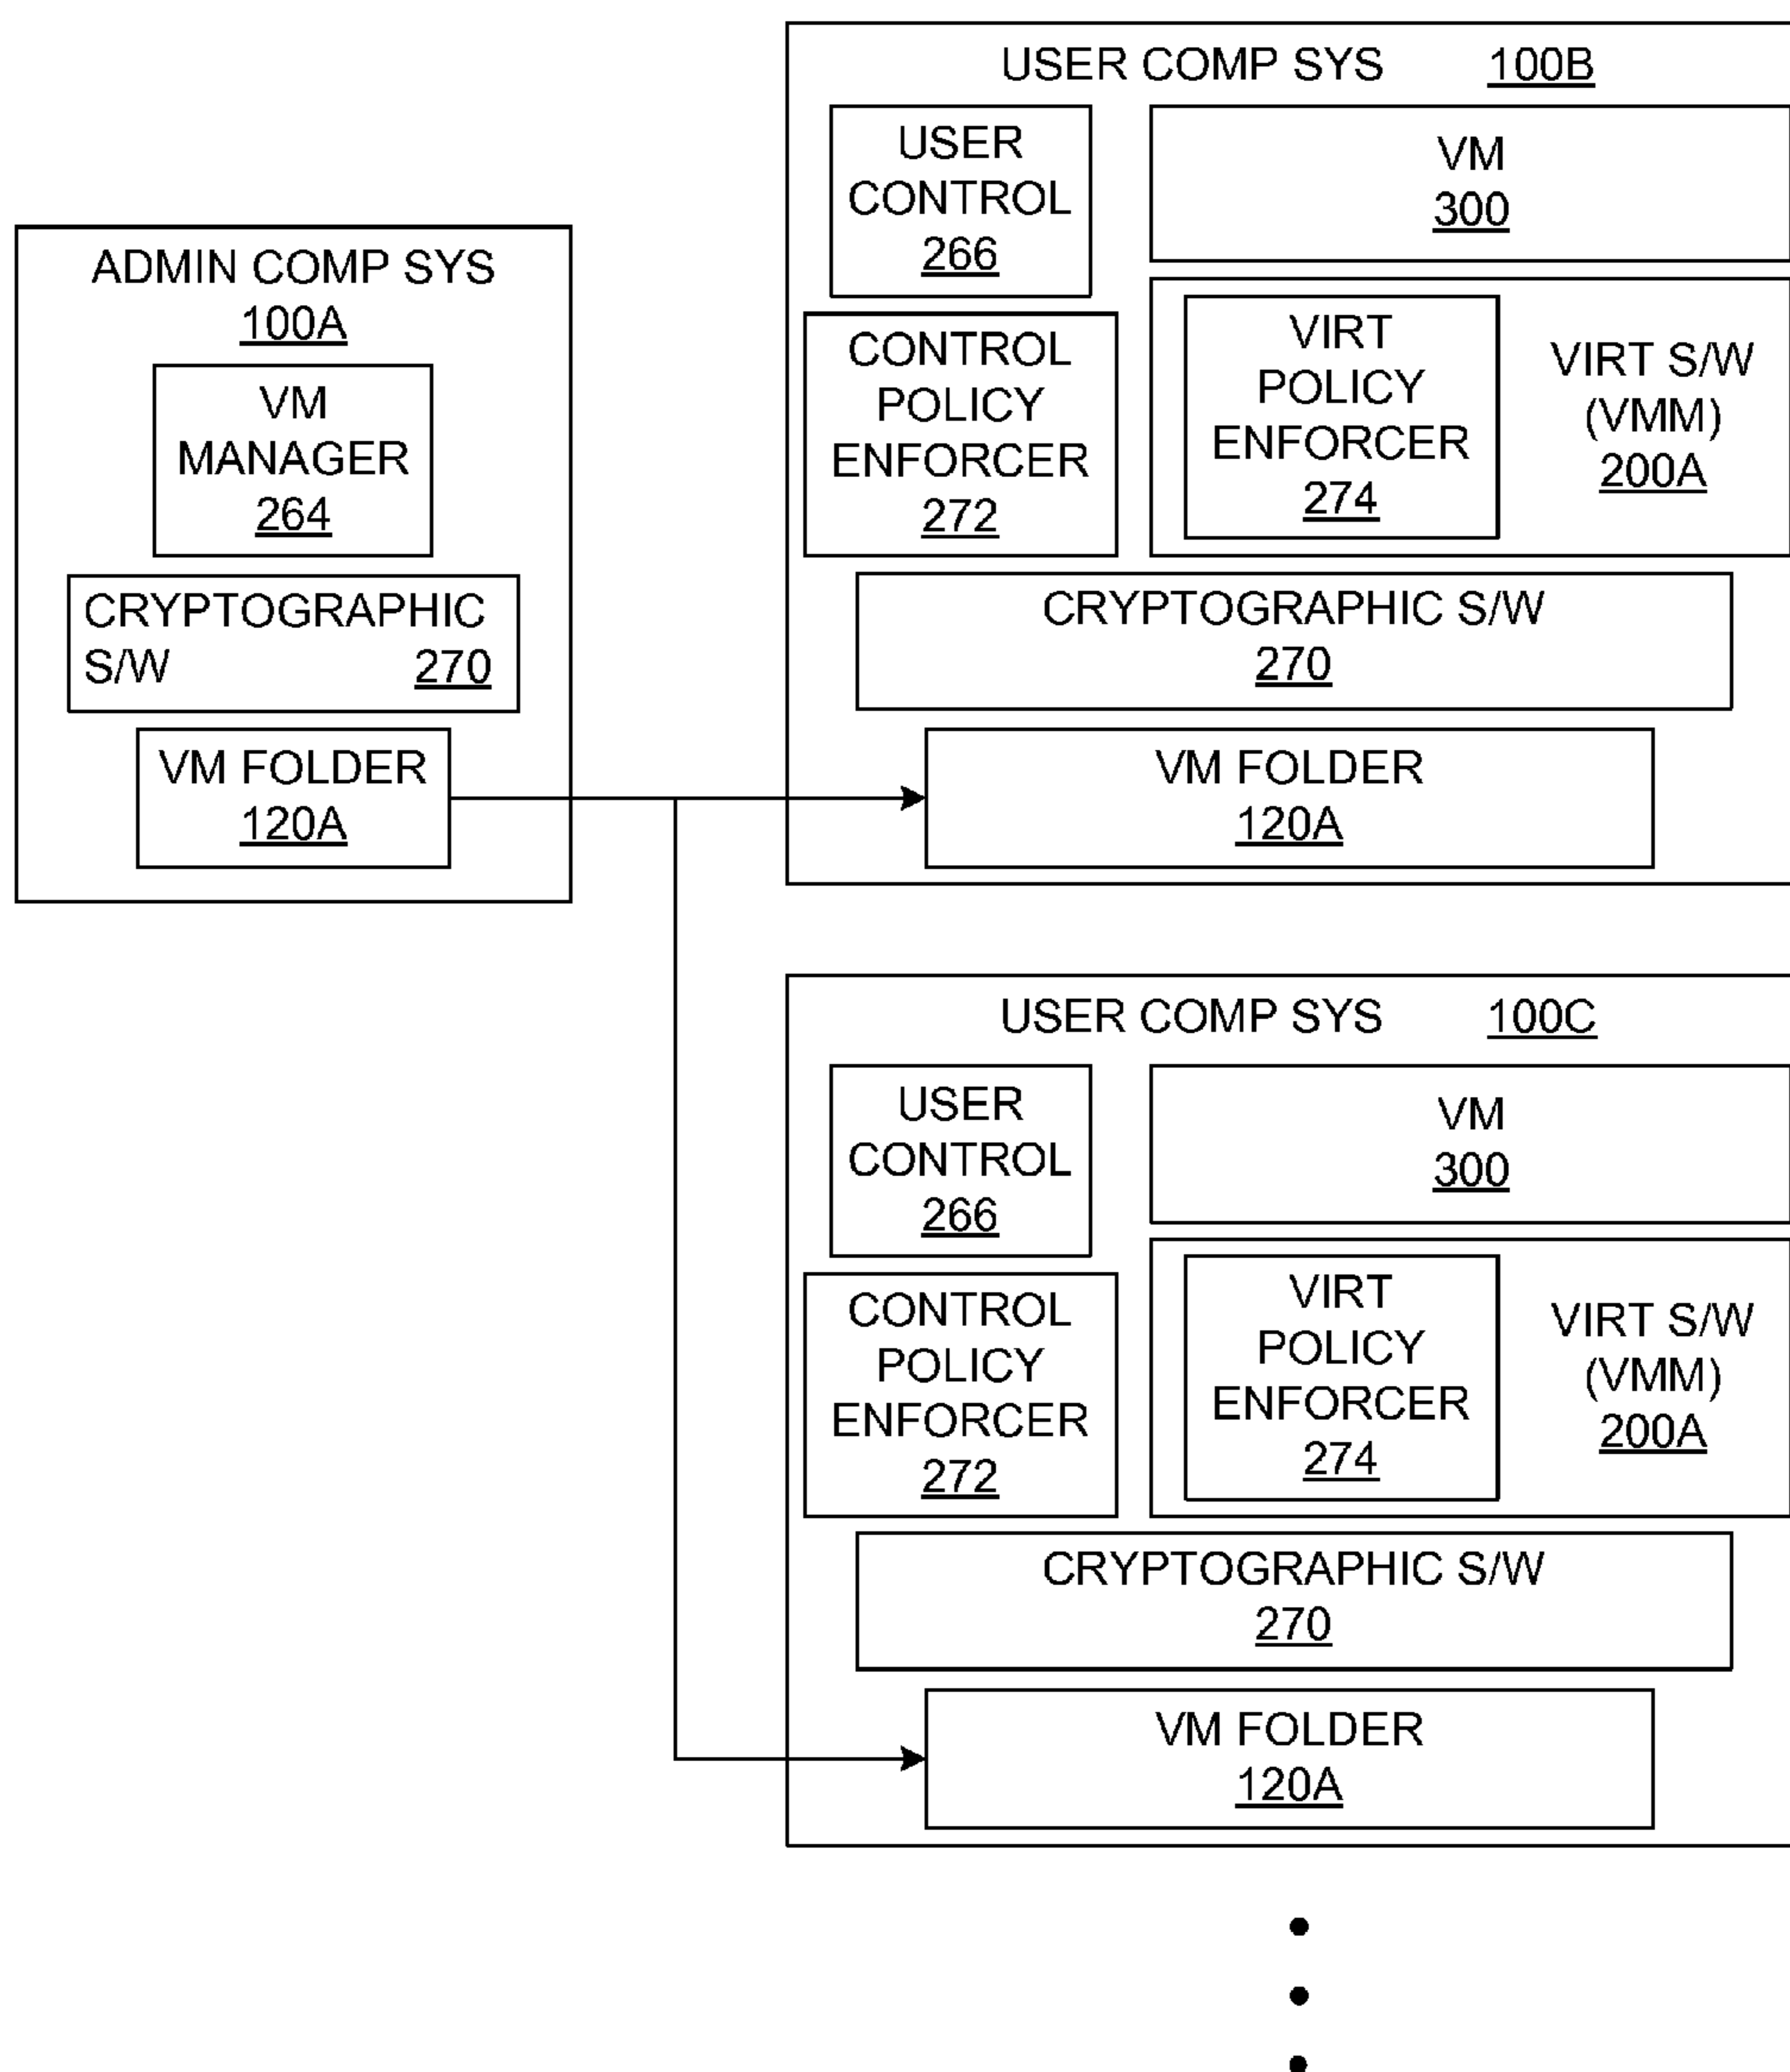 ADMIN COMP SYS
100A
VM
MANAGER
264
CRYPTOGRAPHIC
S/W 270
VM FOLDER
120A
USER COMP SYS 100B
USER
CONTROL
266
VM
300
CONTROL
POLICY
ENFORCER
272
VIRT
POLICY
ENFORCER
274
VIRT S/W
(VMM)
200A
CRYPTOGRAPHIC S/W
270
VM FOLDER
120A
USER COMP SYS 100C
USER
CONTROL
266
VM
300
CONTROL
POLICY
ENFORCER
272
VIRT
POLICY
ENFORCER
274
VIRT S/W
(VMM)
200A
CRYPTOGRAPHIC S/W
270
VM FOLDER
120A